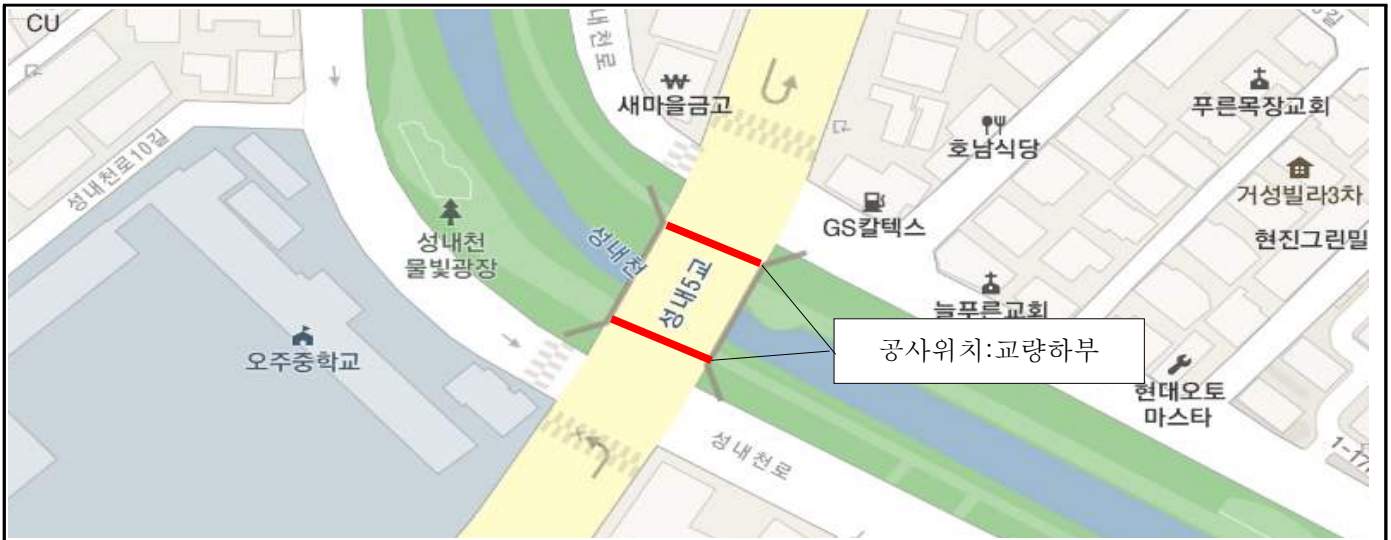 CU
성내천로
새마을금고
푸른목장교회
호남식당
성내천로10길
거성빌라3차
GS칼텍스
현진그린밀
성내천
물빛광장
성내천
성내5교
늘푸른교회
공사위치:교량하부
오주중학교
현대오토
마스타
성내천로